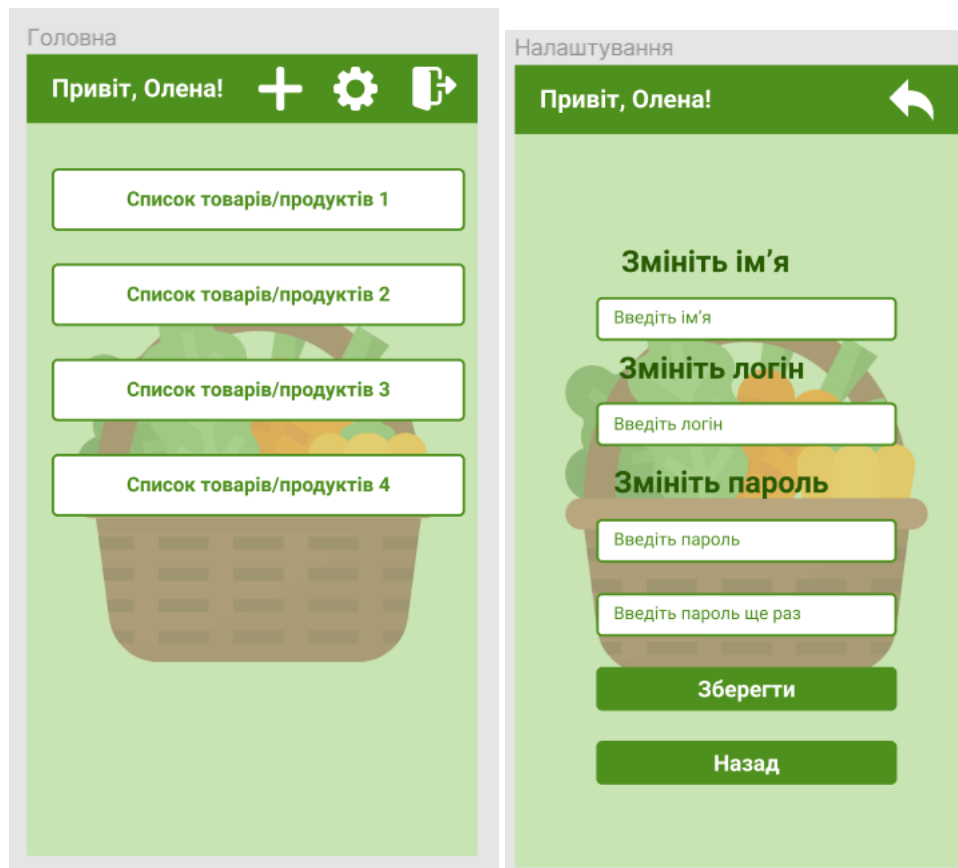 Головна
Привіт, Олена!
Список товарів/продуктів 1
Список товарів/продуктів 2
Список товарів/продуктів 3
Список товарів/продуктів 4
Налаштування
Привіт, Олена!
Змініть ім’я
Введіть ім’я
Змініть логін
Введіть логін
Змініть пароль
Введіть пароль
Введіть пароль ще раз
Зберегти
Назад